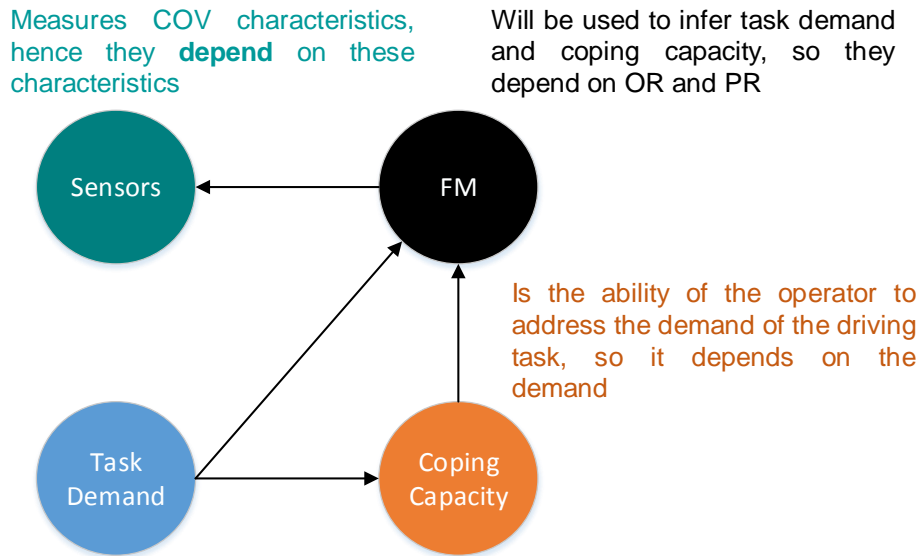 Measures COV characteristics,
hence they depend on these
characteristics
Will be used to infer task demand
and coping capacity, so they
depend on OR and PR
Sensors
FM
Is the ability of the operator to
address the demand of the driving
task, so it depends on the
demand
Task
Demand
Coping
Capacity